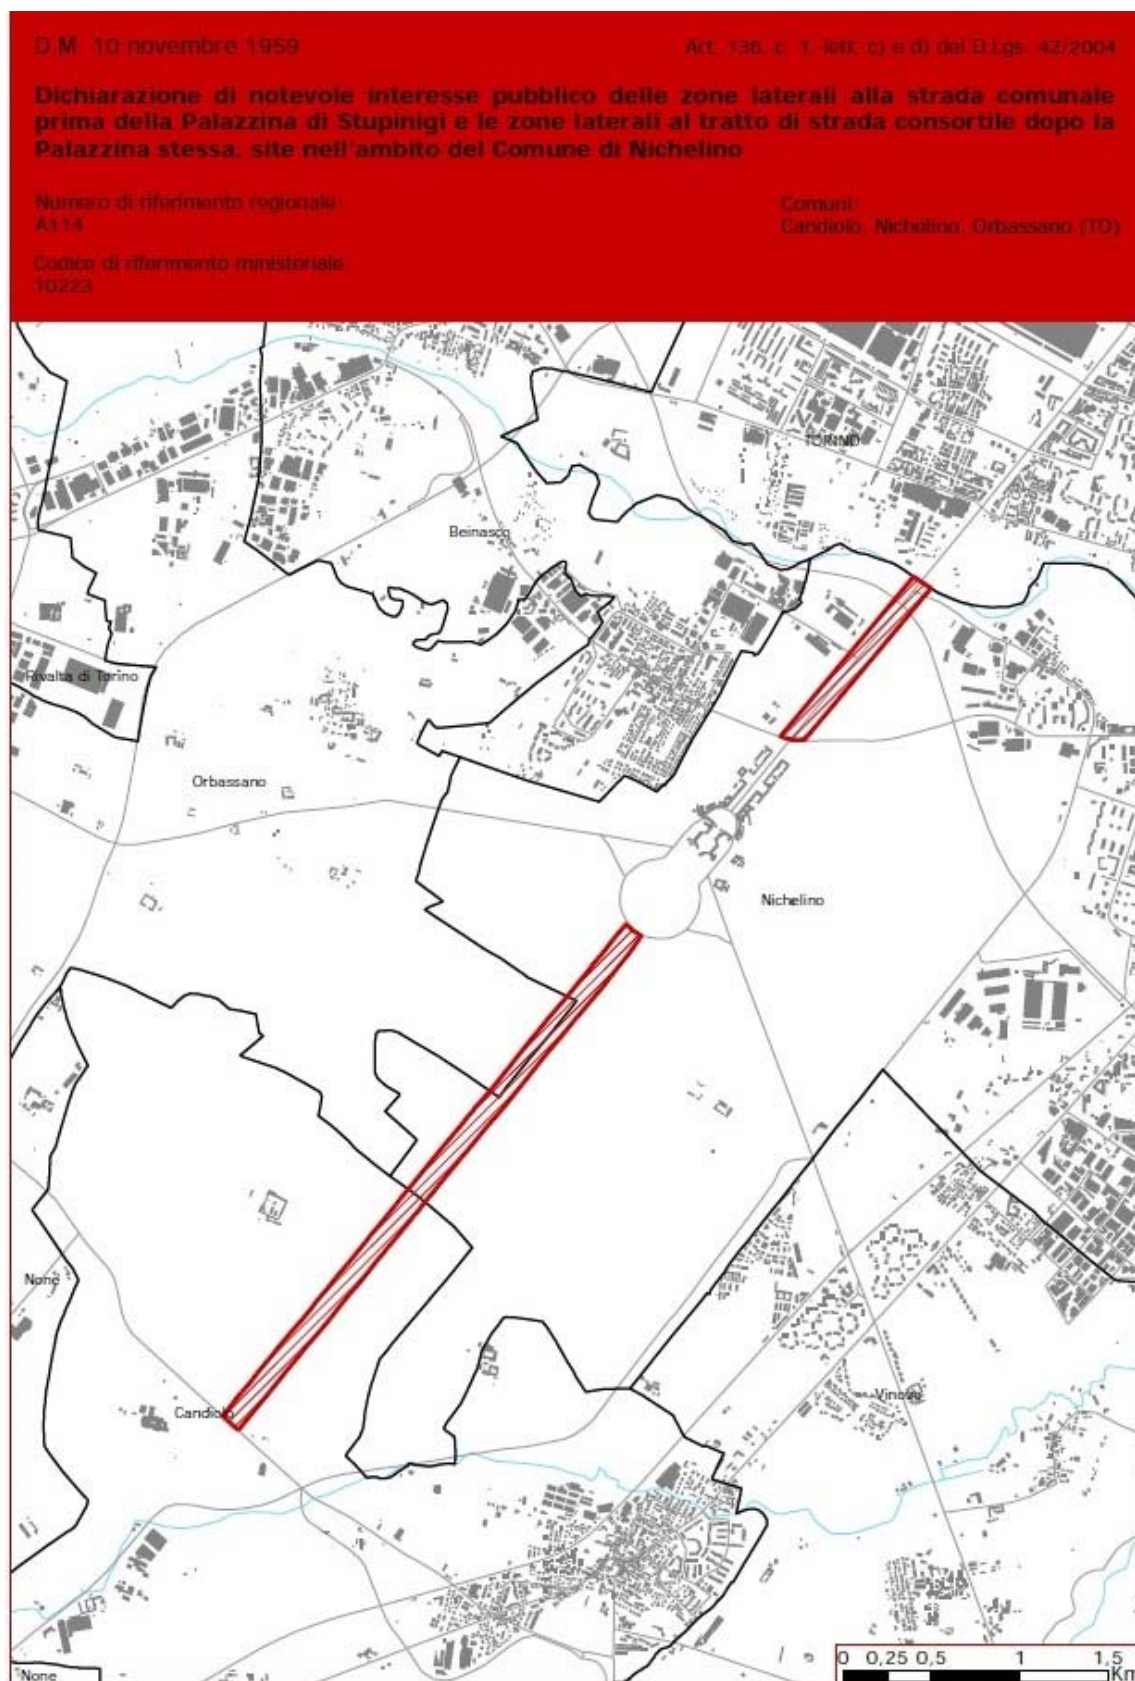 D.M. 10 novembre 1959
Art. 136, c. 1, lett. c) e d) del D.Lgs. 42/2004
Dichiarazione di notevole interesse pubblico delle zone laterali alla strada comunale
prima della Palazzina di Stupinigi e le zone laterali al tratto di strada consortile dopo la
Palazzina stessa, site nell'ambito del Comune di Nichelino
Numero di riferimento regionale:
A114
Comuni:
Candiolo, Nichelino, Orbassano (TO)
Codice di riferimento ministeriale:
10223
TORINO
Beinasco
Rivalta di Torino
Orbassano
Nichelino
None
Candiolo
Vinovo
None
0 0,25 0,5 1 1,5
Km